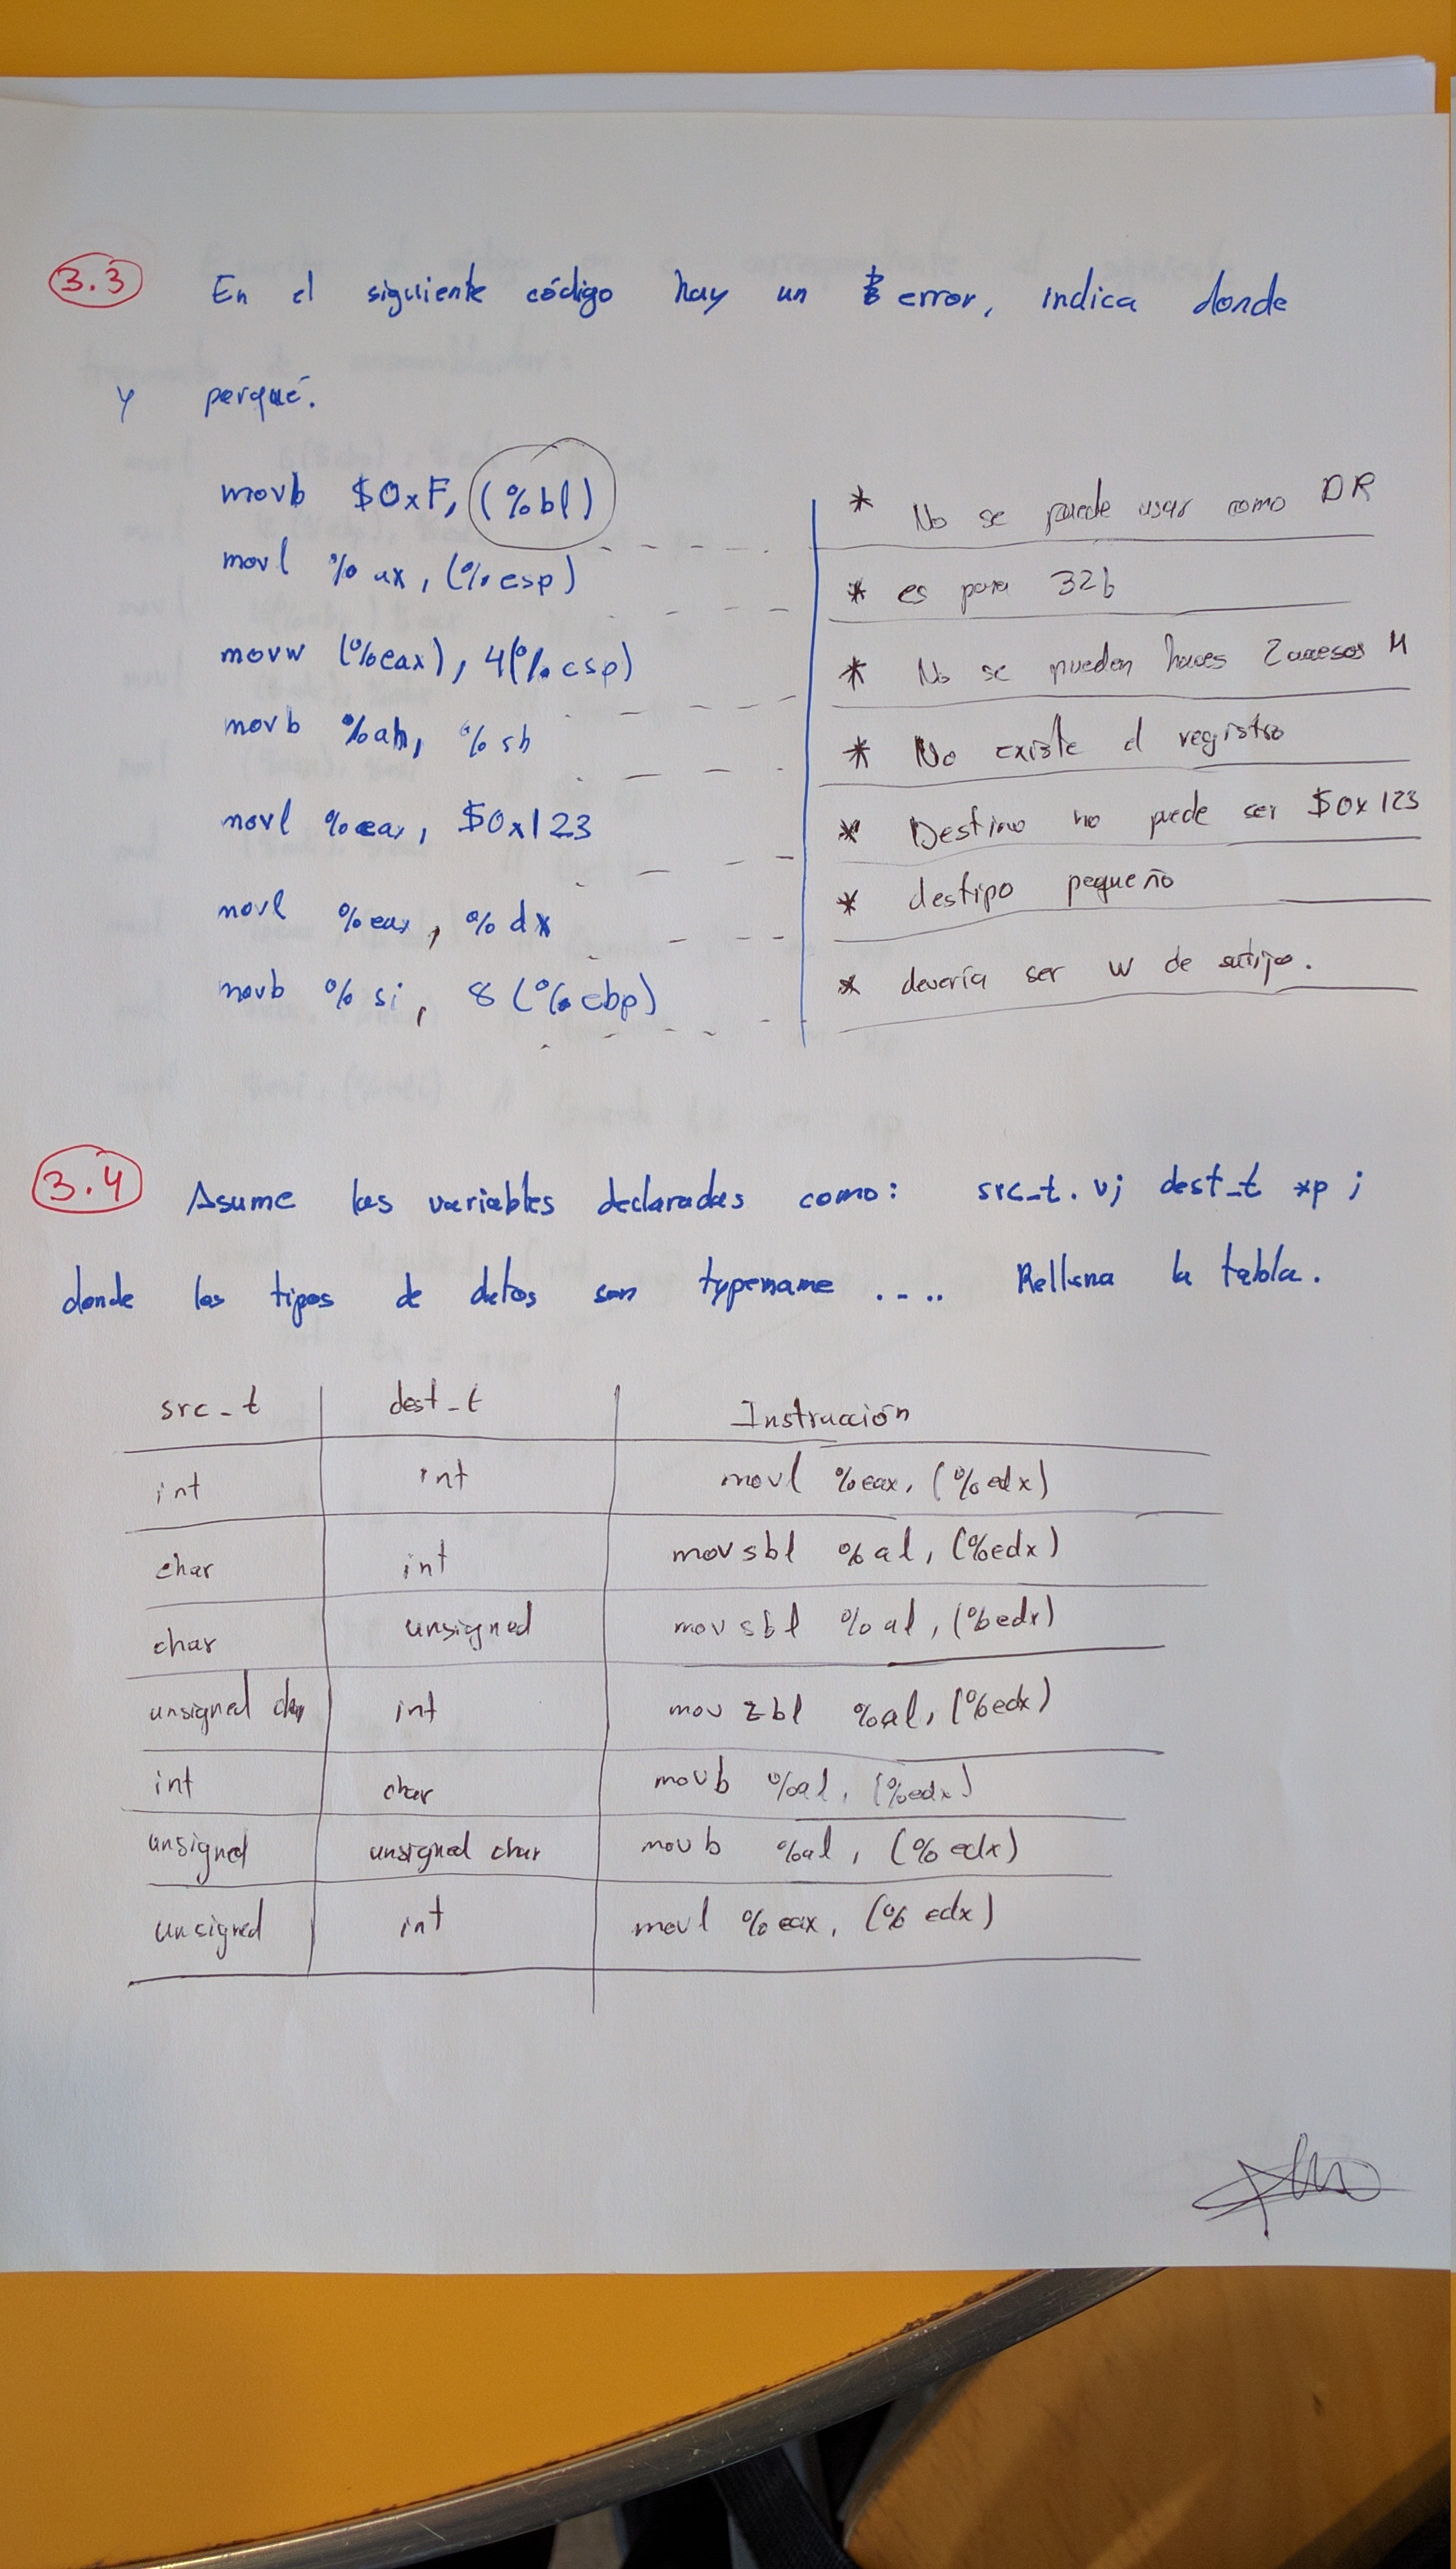 3.3 En el siguiente código hay un error, indica donde
y perqué.
movb $0xF, (%bl) * No se puede usar como DR
movl %ax, (%esp) * es para 32b
movw (%eax), 4(%esp) * No se pueden haces 2 accesos M
movb %ah, %sh * No existe el registro
movl %eax, $0x123 * Destino no puede ser $0x123
movl %eax, %dx * destipo pequeño
movb %si, 8(%ebp) * devería ser w de
3.4 Asume las variables declaradas como: src_t. v; dest_t *p ;
donde los tipos de datos son typename .... Rellena la tabla.
src_t dest_t Instrucción
int int movl %eax, (%edx)
char int movsbl %al, (%edx)
char unsigned movsbl %al, (%edx)
unsigned char int movzbl %al, (%edx)
int char movb %al, (%edx)
unsigned unsigned char movb %al, (%edx)
unsigned int movl %eax, (%edx)